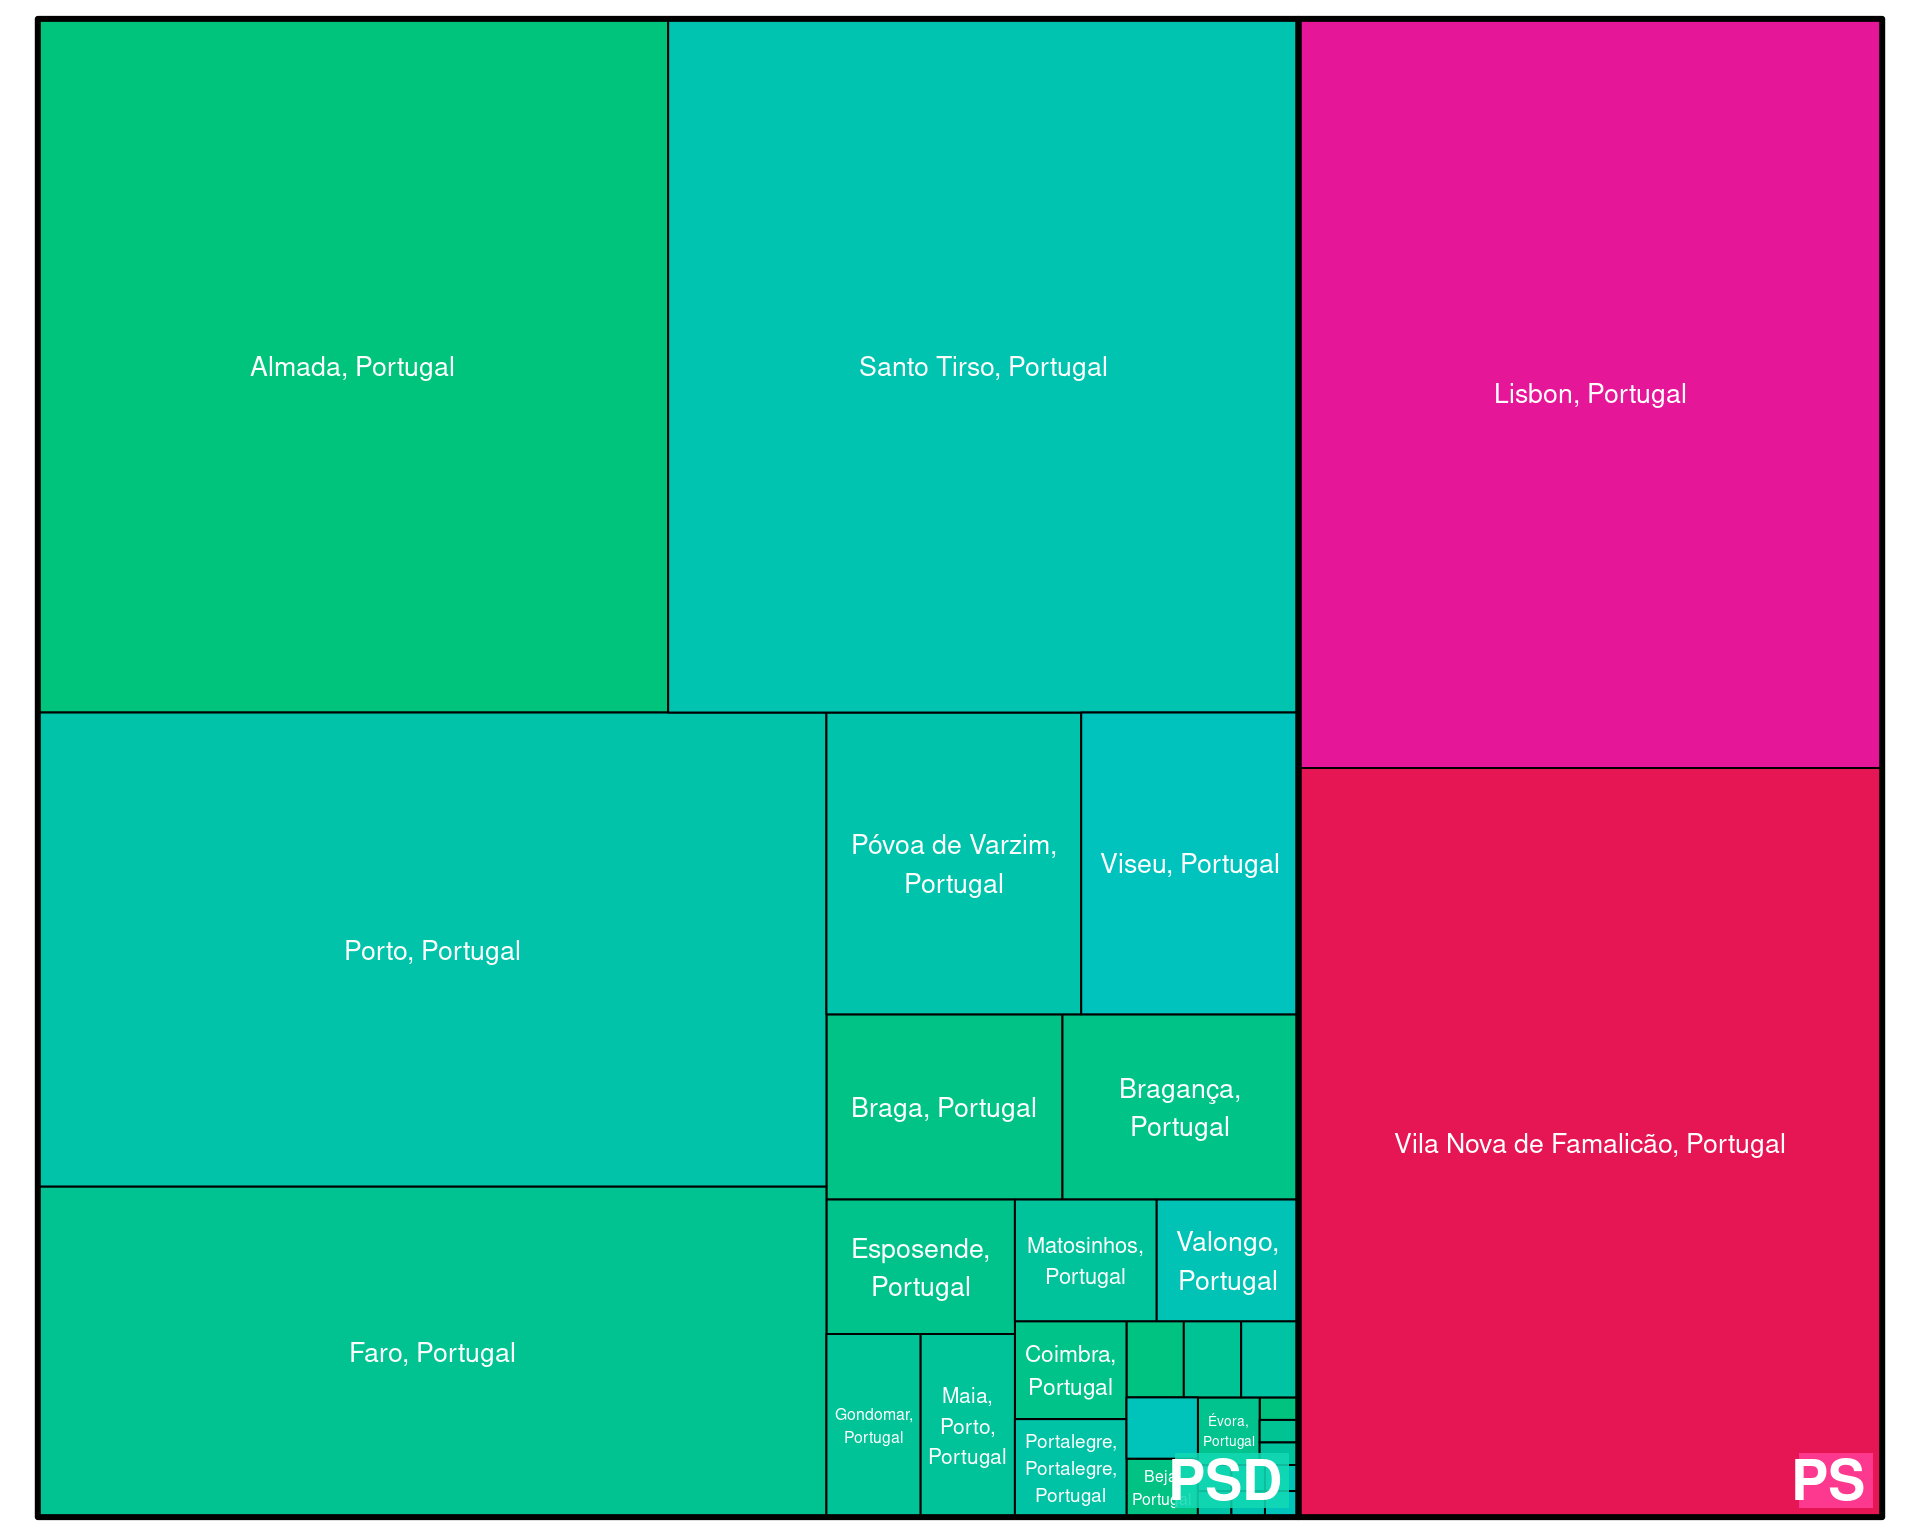 Almada, Portugal
Santo Tirso, Portugal
Lisbon, Portugal
Porto, Portugal
Póvoa de Varzim,
Portugal
Viseu, Portugal
Braga, Portugal
Bragança,
Portugal
Vila Nova de Famalicão, Portugal
Faro, Portugal
Esposende,
Portugal
Matosinhos,
Portugal
Valongo,
Portugal
Gondomar,
Portugal
Maia,
Porto,
Portugal
Coimbra,
Portugal
Portalegre,
Portalegre,
Portugal
Évora,
Portugal
Beja,
Portugal
PSD
PS